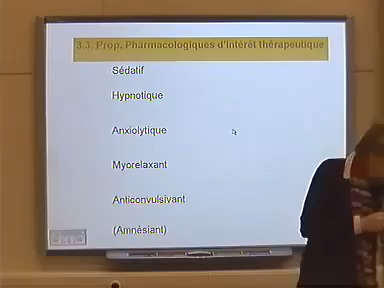 3.3. Prop. Pharmacologiques d'intérêt thérapeutique
Sédatif
Hypnotique
Anxiolytique
Myorelaxant
Anticonvulsivant
(Amnésiant)